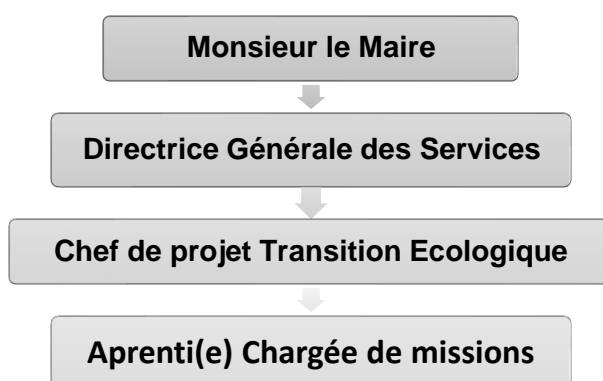 Monsieur le Maire
Directrice Générale des Services
Chef de projet Transition Ecologique
Aprenti(e) Chargée de missions